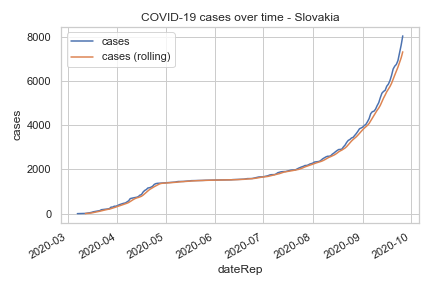 COVID-19 cases over time - Slovakia
cases
cases (rolling)
cases
8000
6000
4000
2000
0
2020-03
2020-04
2020-05
2020-06
2020-07
2020-08
2020-09
2020-10
dateRep